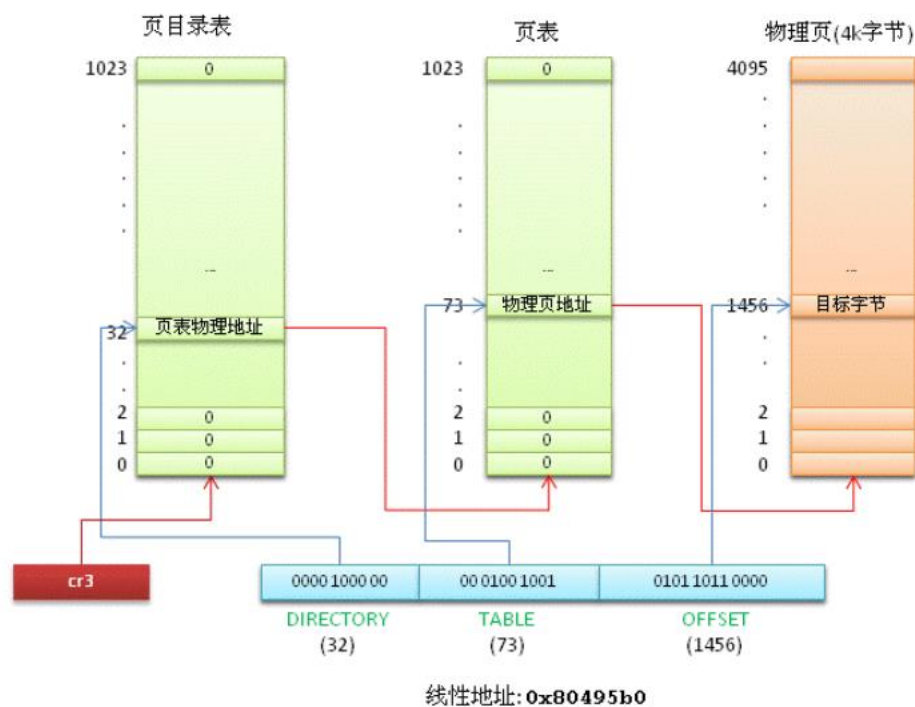 页目录表
页表
物理页(4k字节)
1023
0
1023
0
4095
...
...
...
32
页表物理地址
73
物理页地址
1456
目标字节
2
0
2
0
2
1
0
1
0
1
0
0
0
0
0
cr3
0000 1000 00
00 0100 1001
0101 1011 0000
DIRECTORY
TABLE
OFFSET
(32)
(73)
(1456)
线性地址: 0x80495b0